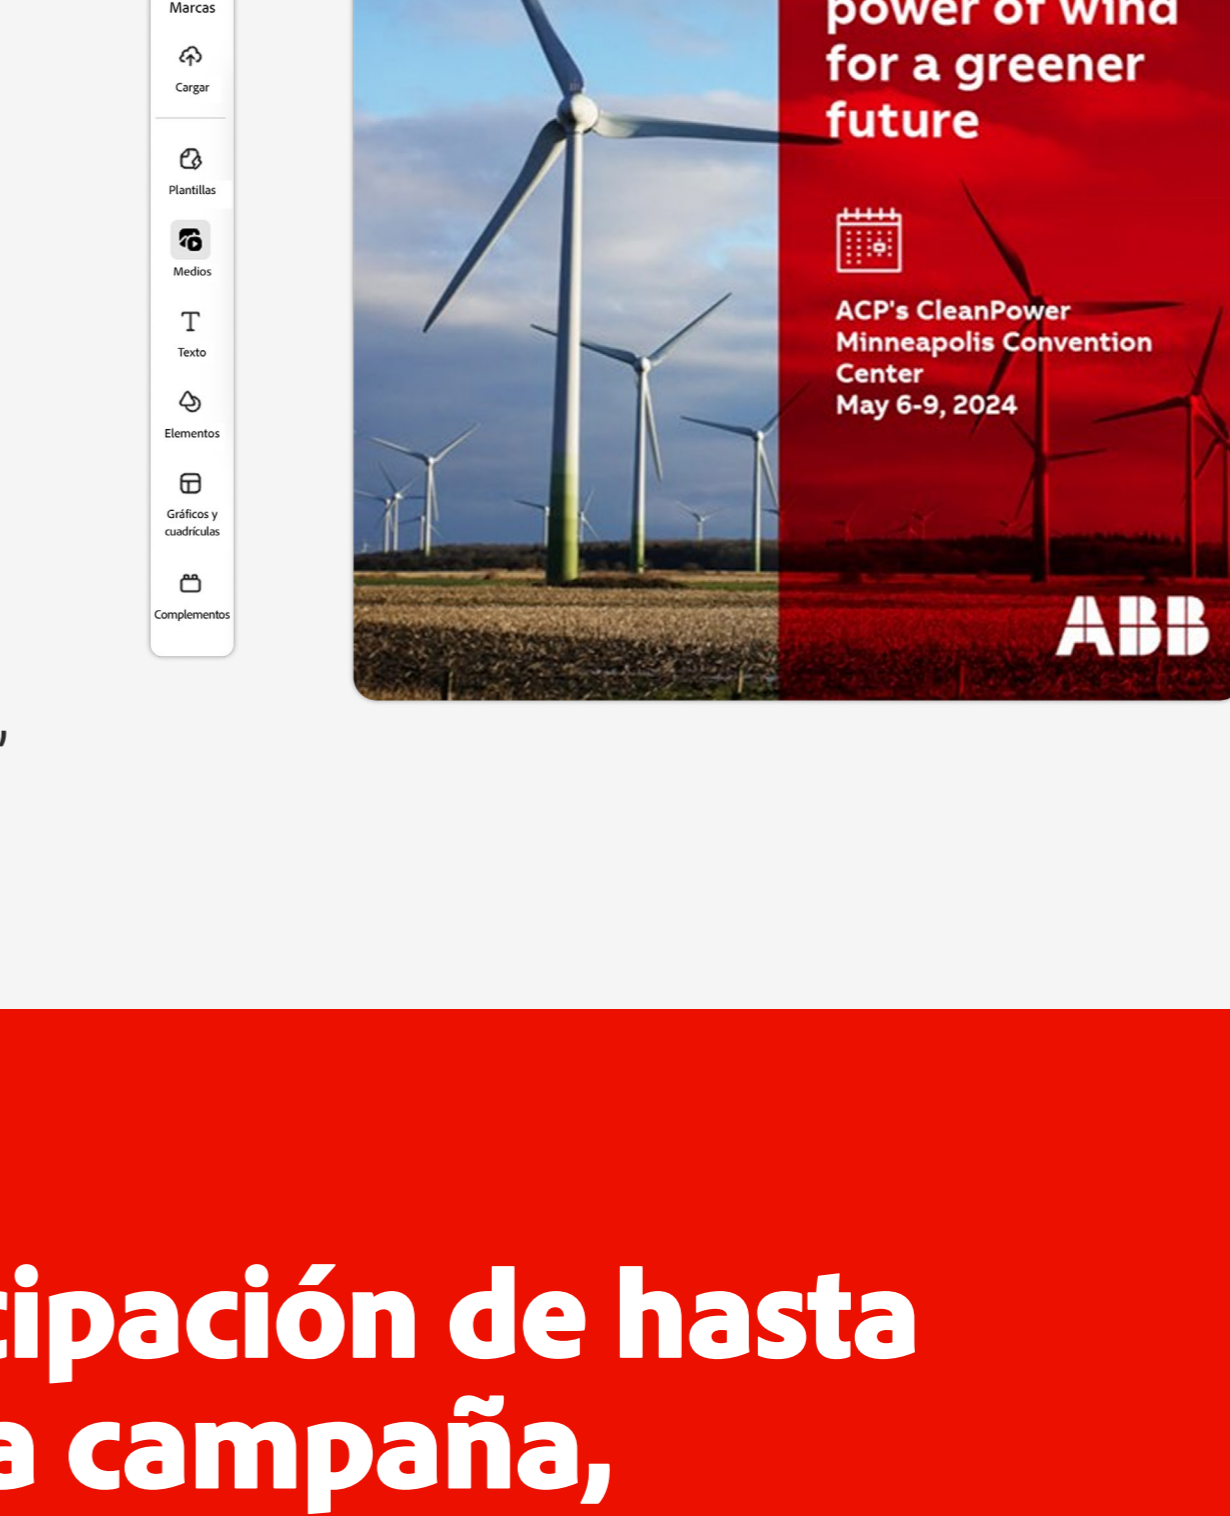 Marcas
Cargar
Plantillas
Medios
Texto
Elementos
Gráficos y
cuadrículas
Complementos
power of wind
for a greener
future
ACP's CleanPower
Minneapolis Convention
Center
May 6-9, 2024
ABB
cipación de hasta
a campaña,